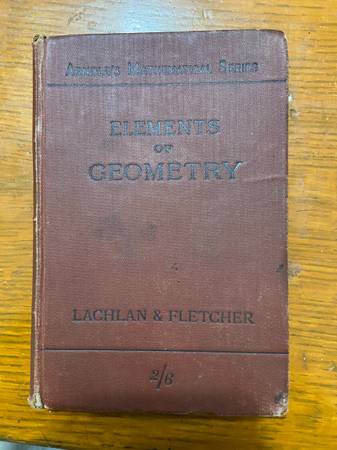 ARNOLD'S MATHEMATICAL SERIES
ELEMENTS
OF
GEOMETRY
LACHLAN & FLETCHER
2/6